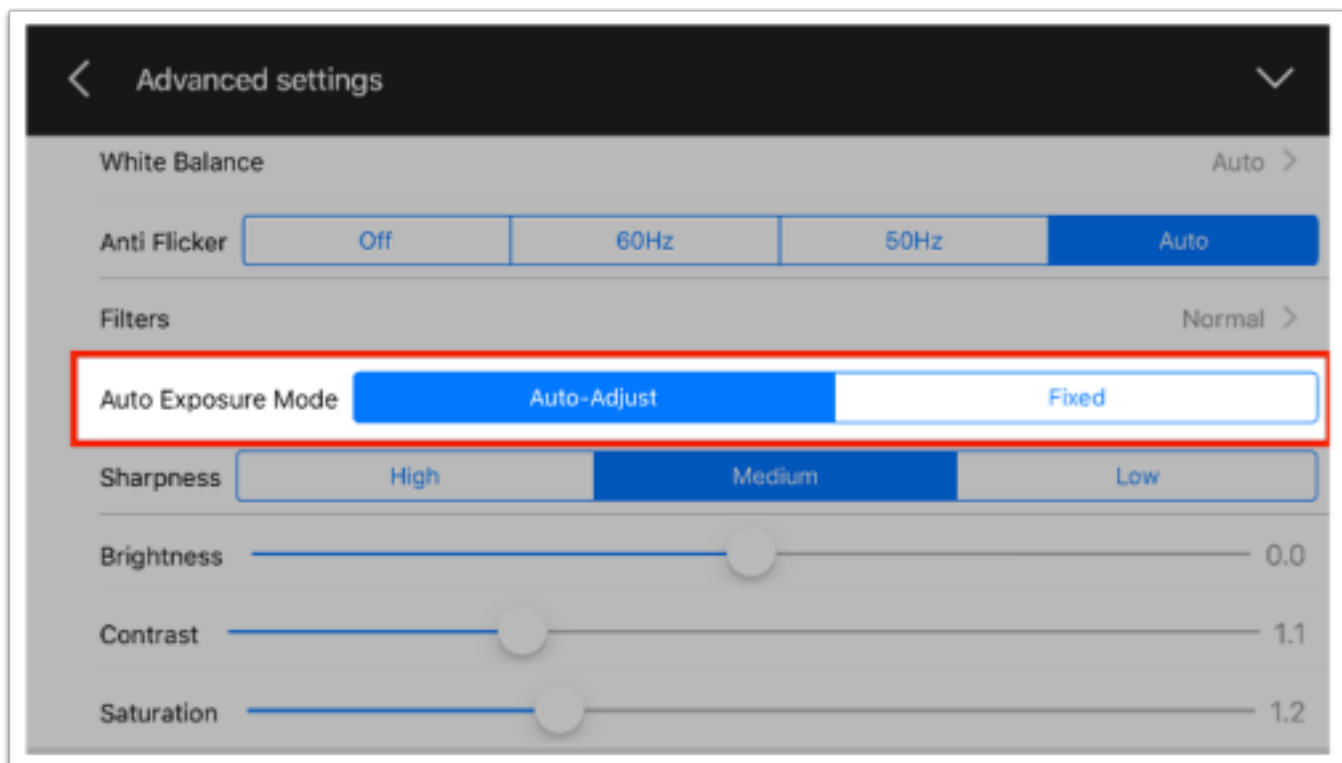 Advanced settings
White Balance Auto
Anti Flicker Off 60Hz 50Hz Auto
Filters Normal
Auto Exposure Mode Auto-Adjust Fixed
Sharpness High Medium Low
Brightness 0.0
Contrast 1.1
Saturation 1.2